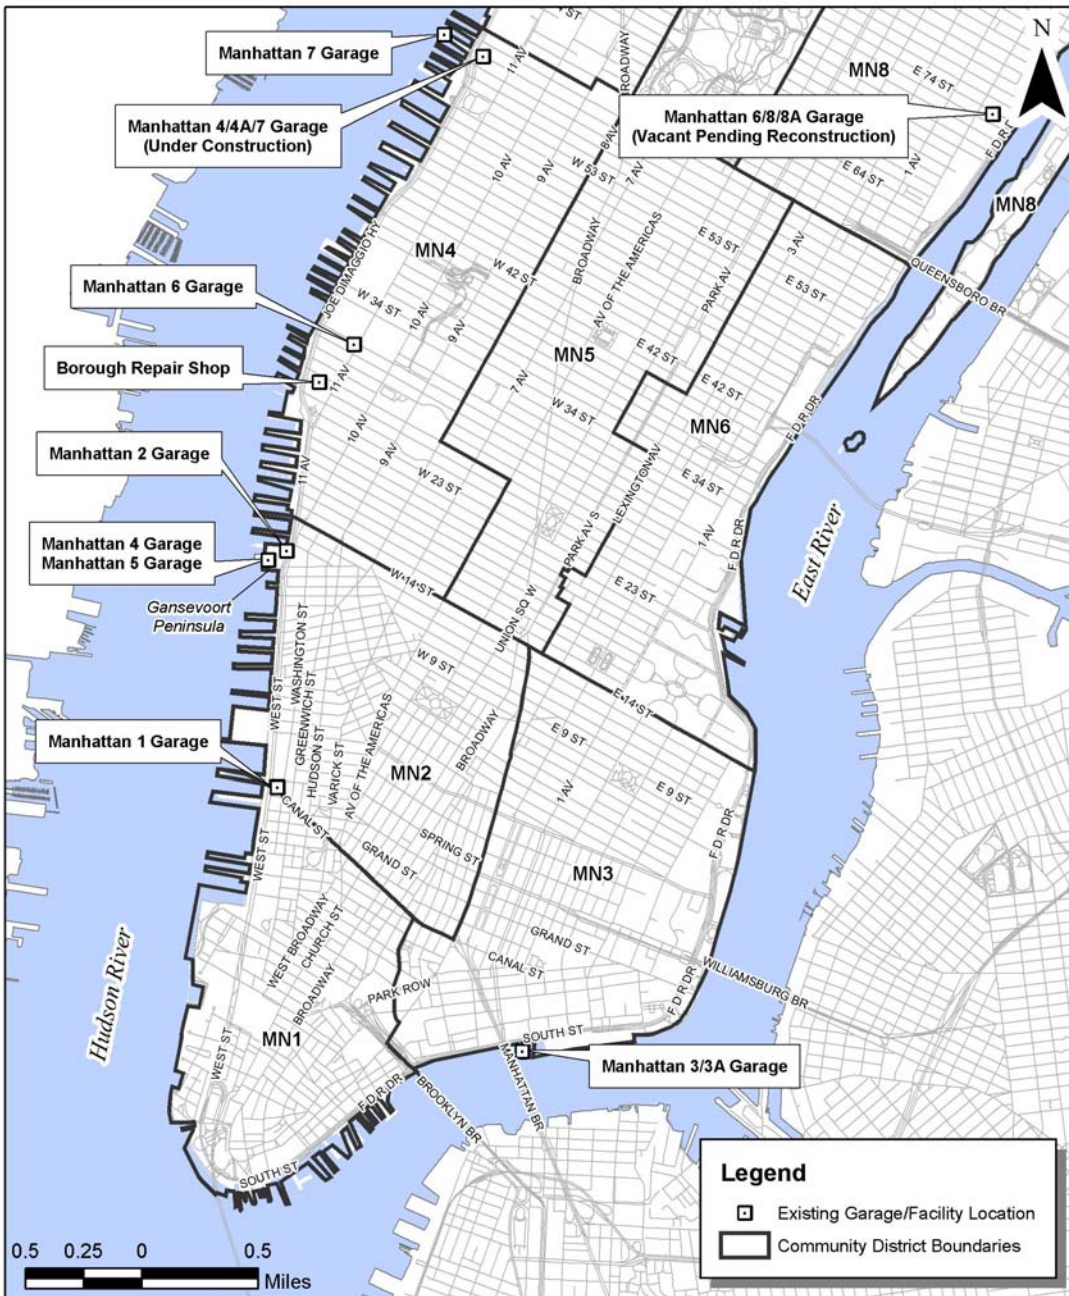 Manhattan 7 Garage
Manhattan 4/4A/7 Garage
(Under Construction)
Manhattan 6/8/8A Garage
(Vacant Pending Reconstruction)
N
MN8
E 74 ST
E 64 ST
1 AV
MN8
11 AV
BROADWAY
8 AV
7 AV
W 53 ST
10 AV
9 AV
JOE DIMAGGIO HY
MN4
W 42 ST
W 34 ST
10 AV
9 AV
BROADWAY
AV OF THE AMERICAS
E 53 ST
PARK AV
3 AV
E 53 ST
QUEENSBORO BR
Manhattan 6 Garage
Borough Repair Shop
11 AV
10 AV
9 AV
MN5
7 AV
W 34 ST
E 42 ST
E 42 ST
MN6
F D R DR
LEXINGTON AV
E 34 ST
Manhattan 2 Garage
11 AV
W 23 ST
PARK AV S
1 AV
F D R DR
East River
Manhattan 4 Garage
Manhattan 5 Garage
Gansevoort
Peninsula
W 14 ST
UNION SQ W
E 23 ST
W 9 ST
E 14 ST
WASHINGTON ST
GREENWICH ST
HUDSON ST
VARICK ST
AV OF THE AMERICAS
WEST ST
Manhattan 1 Garage
MN2
BROADWAY
E 9 ST
E 9 ST
1 AV
CANAL ST
WEST ST
SPRING ST
GRAND ST
MN3
F D R DR
WEST BROADWAY
CHURCH ST
BROADWAY
GRAND ST
CANAL ST
WILLIAMSBURG BR
PARK ROW
F D R DR
Hudson River
MN1
WEST ST
SOUTH ST
MANHATTAN BR
Manhattan 3/3A Garage
F D R DR
BROOKLYN BR
SOUTH ST
Legend
Existing Garage/Facility Location
Community District Boundaries
0.5 0.25 0 0.5
Miles